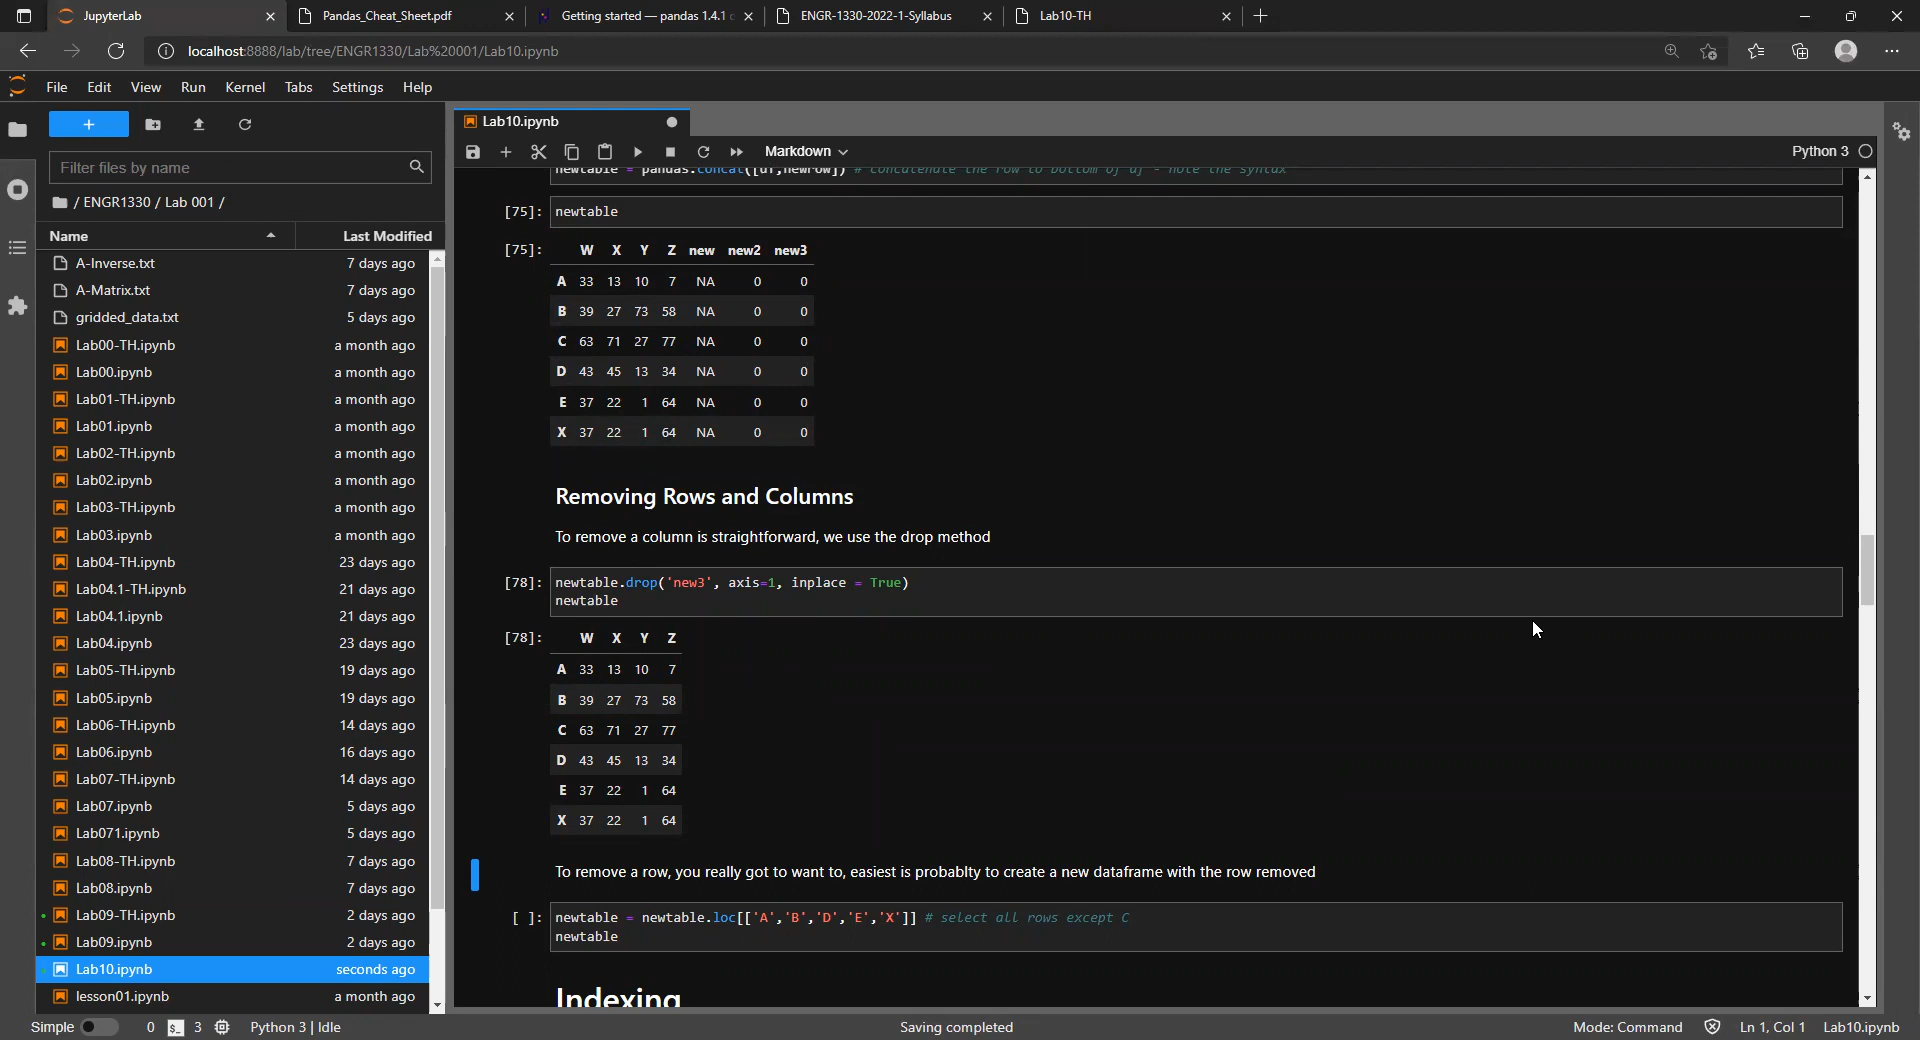 JupyterLab
Pandas_Cheat_Sheet.pdf
Getting started — pandas 1.4.1
ENGR-1330-2022-1-Syllabus
Lab10-TH
localhost:8888/lab/tree/ENGR1330/Lab%20001/Lab10.ipynb
File Edit View Run Kernel Tabs Settings Help
Filter files by name
/ ENGR1330 / Lab 001 /
Name Last Modified
A-Inverse.txt 7 days ago
A-Matrix.txt 7 days ago
gridded_data.txt 5 days ago
Lab00-TH.ipynb a month ago
Lab00.ipynb a month ago
Lab01-TH.ipynb a month ago
Lab01.ipynb a month ago
Lab02-TH.ipynb a month ago
Lab02.ipynb a month ago
Lab03-TH.ipynb a month ago
Lab03.ipynb a month ago
Lab04-TH.ipynb 23 days ago
Lab04.1-TH.ipynb 21 days ago
Lab04.1.ipynb 21 days ago
Lab04.ipynb 23 days ago
Lab05-TH.ipynb 19 days ago
Lab05.ipynb 19 days ago
Lab06-TH.ipynb 14 days ago
Lab06.ipynb 16 days ago
Lab07-TH.ipynb 14 days ago
Lab07.ipynb 5 days ago
Lab071.ipynb 5 days ago
Lab08-TH.ipynb 7 days ago
Lab08.ipynb 7 days ago
Lab09-TH.ipynb 2 days ago
Lab09.ipynb 2 days ago
Lab10.ipynb seconds ago
lesson01.ipynb a month ago
Lab10.ipynb
Markdown
Python 3
newtable = pandas.concat([df,newrow]) # concatenate the row to bottom of df - note the syntax
[75]: newtable
[75]: W X Y Z new new2 new3
A 33 13 10 7 NA 0 0
B 39 27 73 58 NA 0 0
C 63 71 27 77 NA 0 0
D 43 45 13 34 NA 0 0
E 37 22 1 64 NA 0 0
X 37 22 1 64 NA 0 0
Removing Rows and Columns
To remove a column is straightforward, we use the drop method
[78]: newtable.drop('new3', axis=1, inplace = True)
newtable
[78]: W X Y Z
A 33 13 10 7
B 39 27 73 58
C 63 71 27 77
D 43 45 13 34
E 37 22 1 64
X 37 22 1 64
To remove a row, you really got to want to, easiest is probablty to create a new dataframe with the row removed
[ ]: newtable = newtable.loc[['A','B','D','E','X']] # select all rows except C
newtable
Indexing
Simple 0 3 Python 3 | Idle Saving completed Mode: Command Ln 1, Col 1 Lab10.ipynb